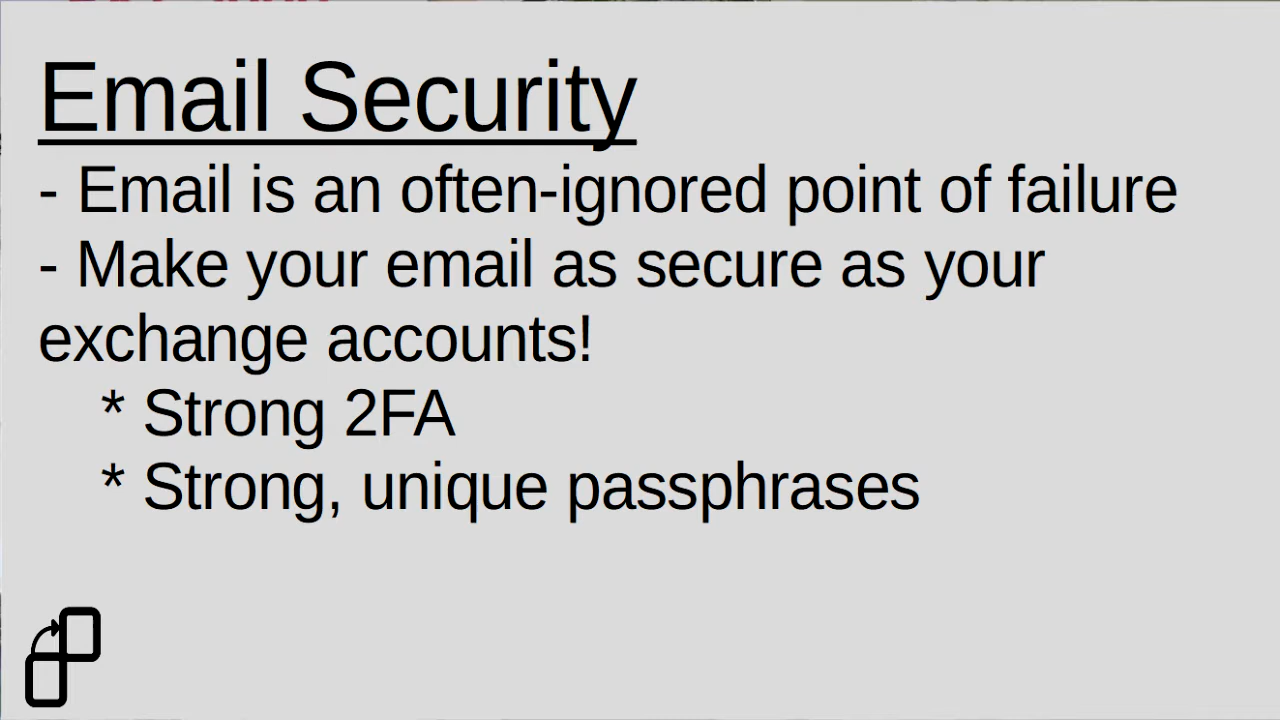 Email Security
- Email is an often-ignored point of failure
- Make your email as secure as your
exchange accounts!
* Strong 2FA
* Strong, unique passphrases